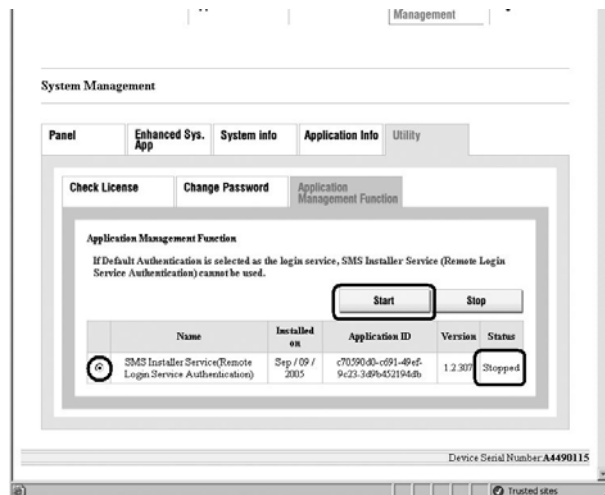 Management
System Management
Panel
Enhanced Sys. App
System info
Application Info
Utility
Check License
Change Password
Application Management Function
Application Management Function
If Default Authentication is selected as the login service, SMS Installer Service (Remote Login
Service Authentication) cannot be used.
Start
Stop
Name
Installed on
Application ID
Version
Status
SMS Installer Service(Remote
Login Service Authentication)
Sep / 09 /
2005
c70590d0-cd91-49ef-
9c23-3d9b452194db
1.2.307
Stopped
Device Serial Number:A4490115
Trusted sites